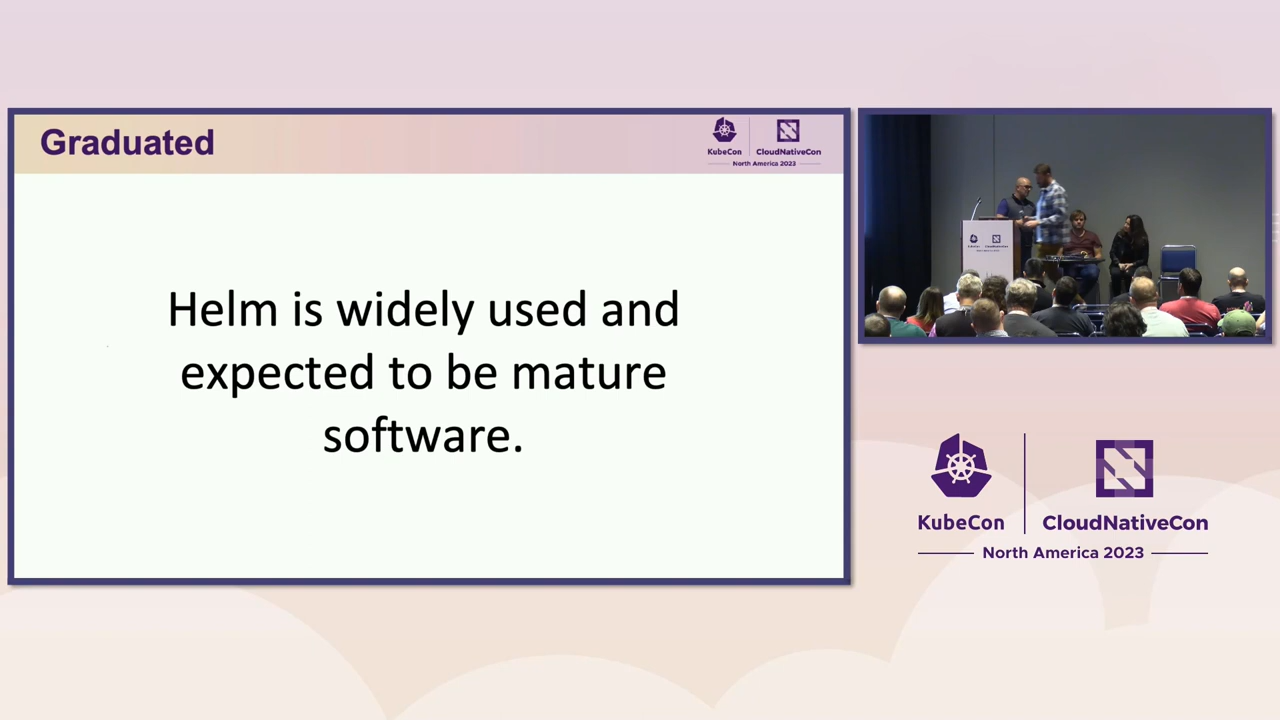 Graduated
KubeCon
CloudNativeCon
North America 2023
Helm is widely used and
expected to be mature
software.
KubeCon
CloudNativeCon
North America 2023